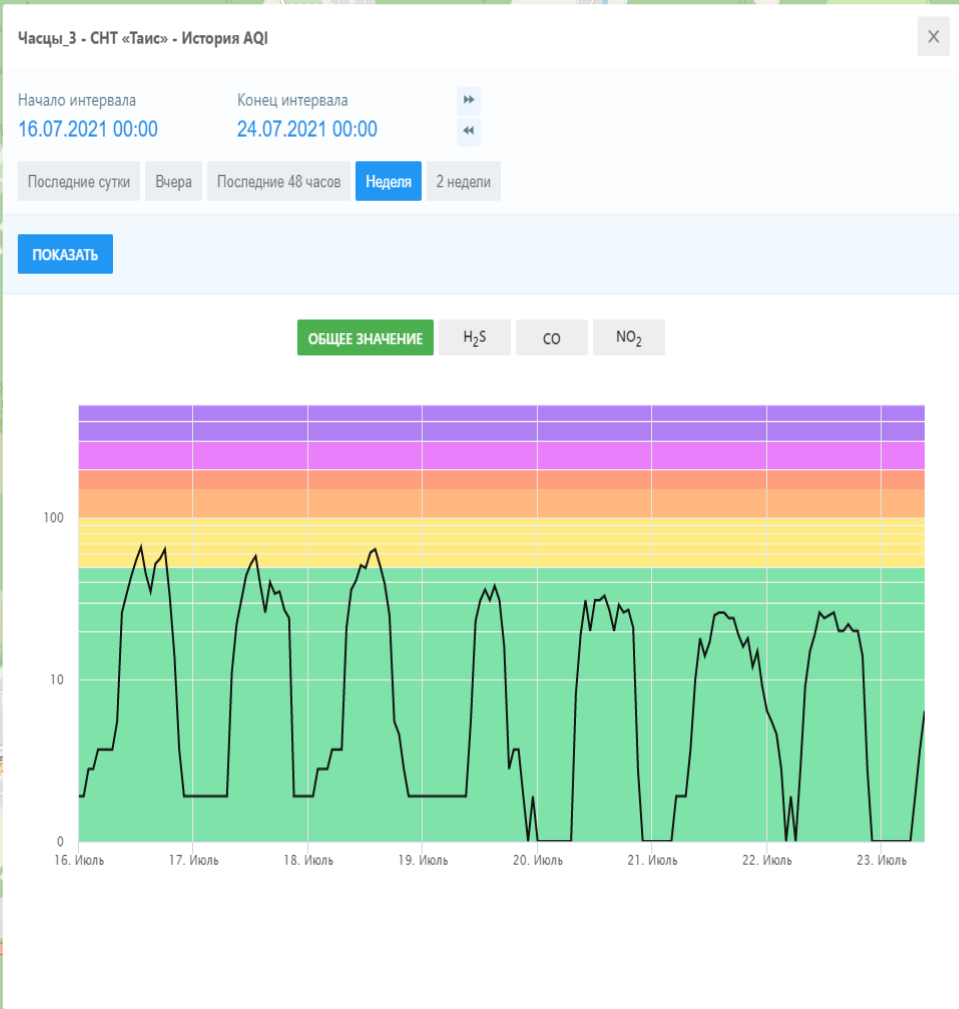 Часцы_3 - СНТ «Таис» - История AQI
Начало интервала
Конец интервала
16.07.2021 00:00
24.07.2021 00:00
Последние сутки
Вчера
Последние 48 часов
Неделя
2 недели
ПОКАЗАТЬ
ОБЩЕЕ ЗНАЧЕНИЕ
H₂S
CO
NO₂
100
10
0
16. Июль
17. Июль
18. Июль
19. Июль
20. Июль
21. Июль
22. Июль
23. Июль